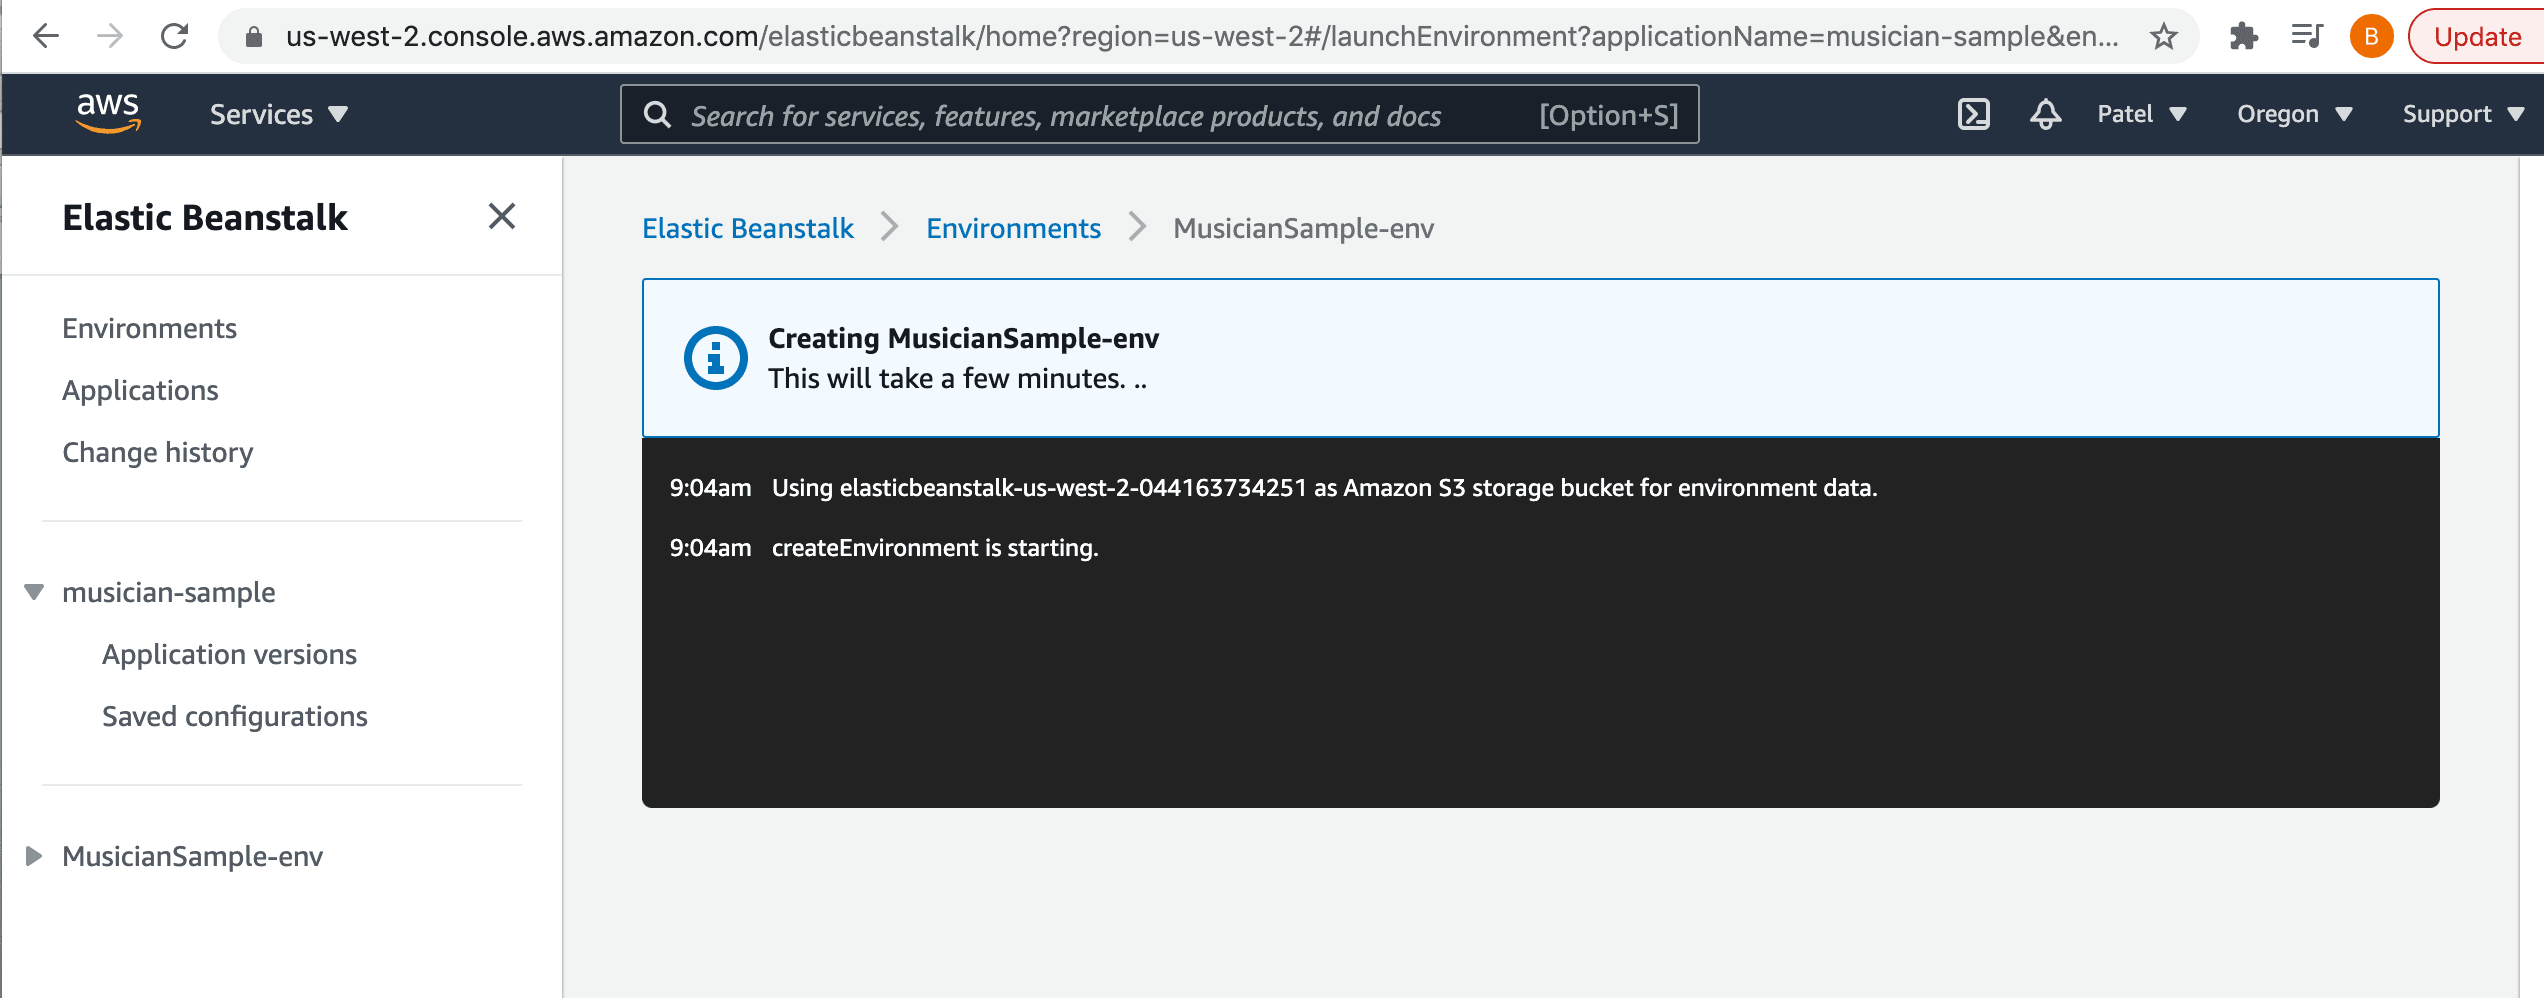 us-west-2.console.aws.amazon.com/elasticbeanstalk/home?region=us-west-2#/launchEnvironment?applicationName=musician-sample&en...
B
Update
aws
Services
Search for services, features, marketplace products, and docs
[Option+S]
Patel
Oregon
Support
Elastic Beanstalk
Environments
Applications
Change history
musician-sample
Application versions
Saved configurations
MusicianSample-env
Elastic Beanstalk
Environments
MusicianSample-env
Creating MusicianSample-env
This will take a few minutes. ..
9:04am Using elasticbeanstalk-us-west-2-044163734251 as Amazon S3 storage bucket for environment data.
9:04am createEnvironment is starting.